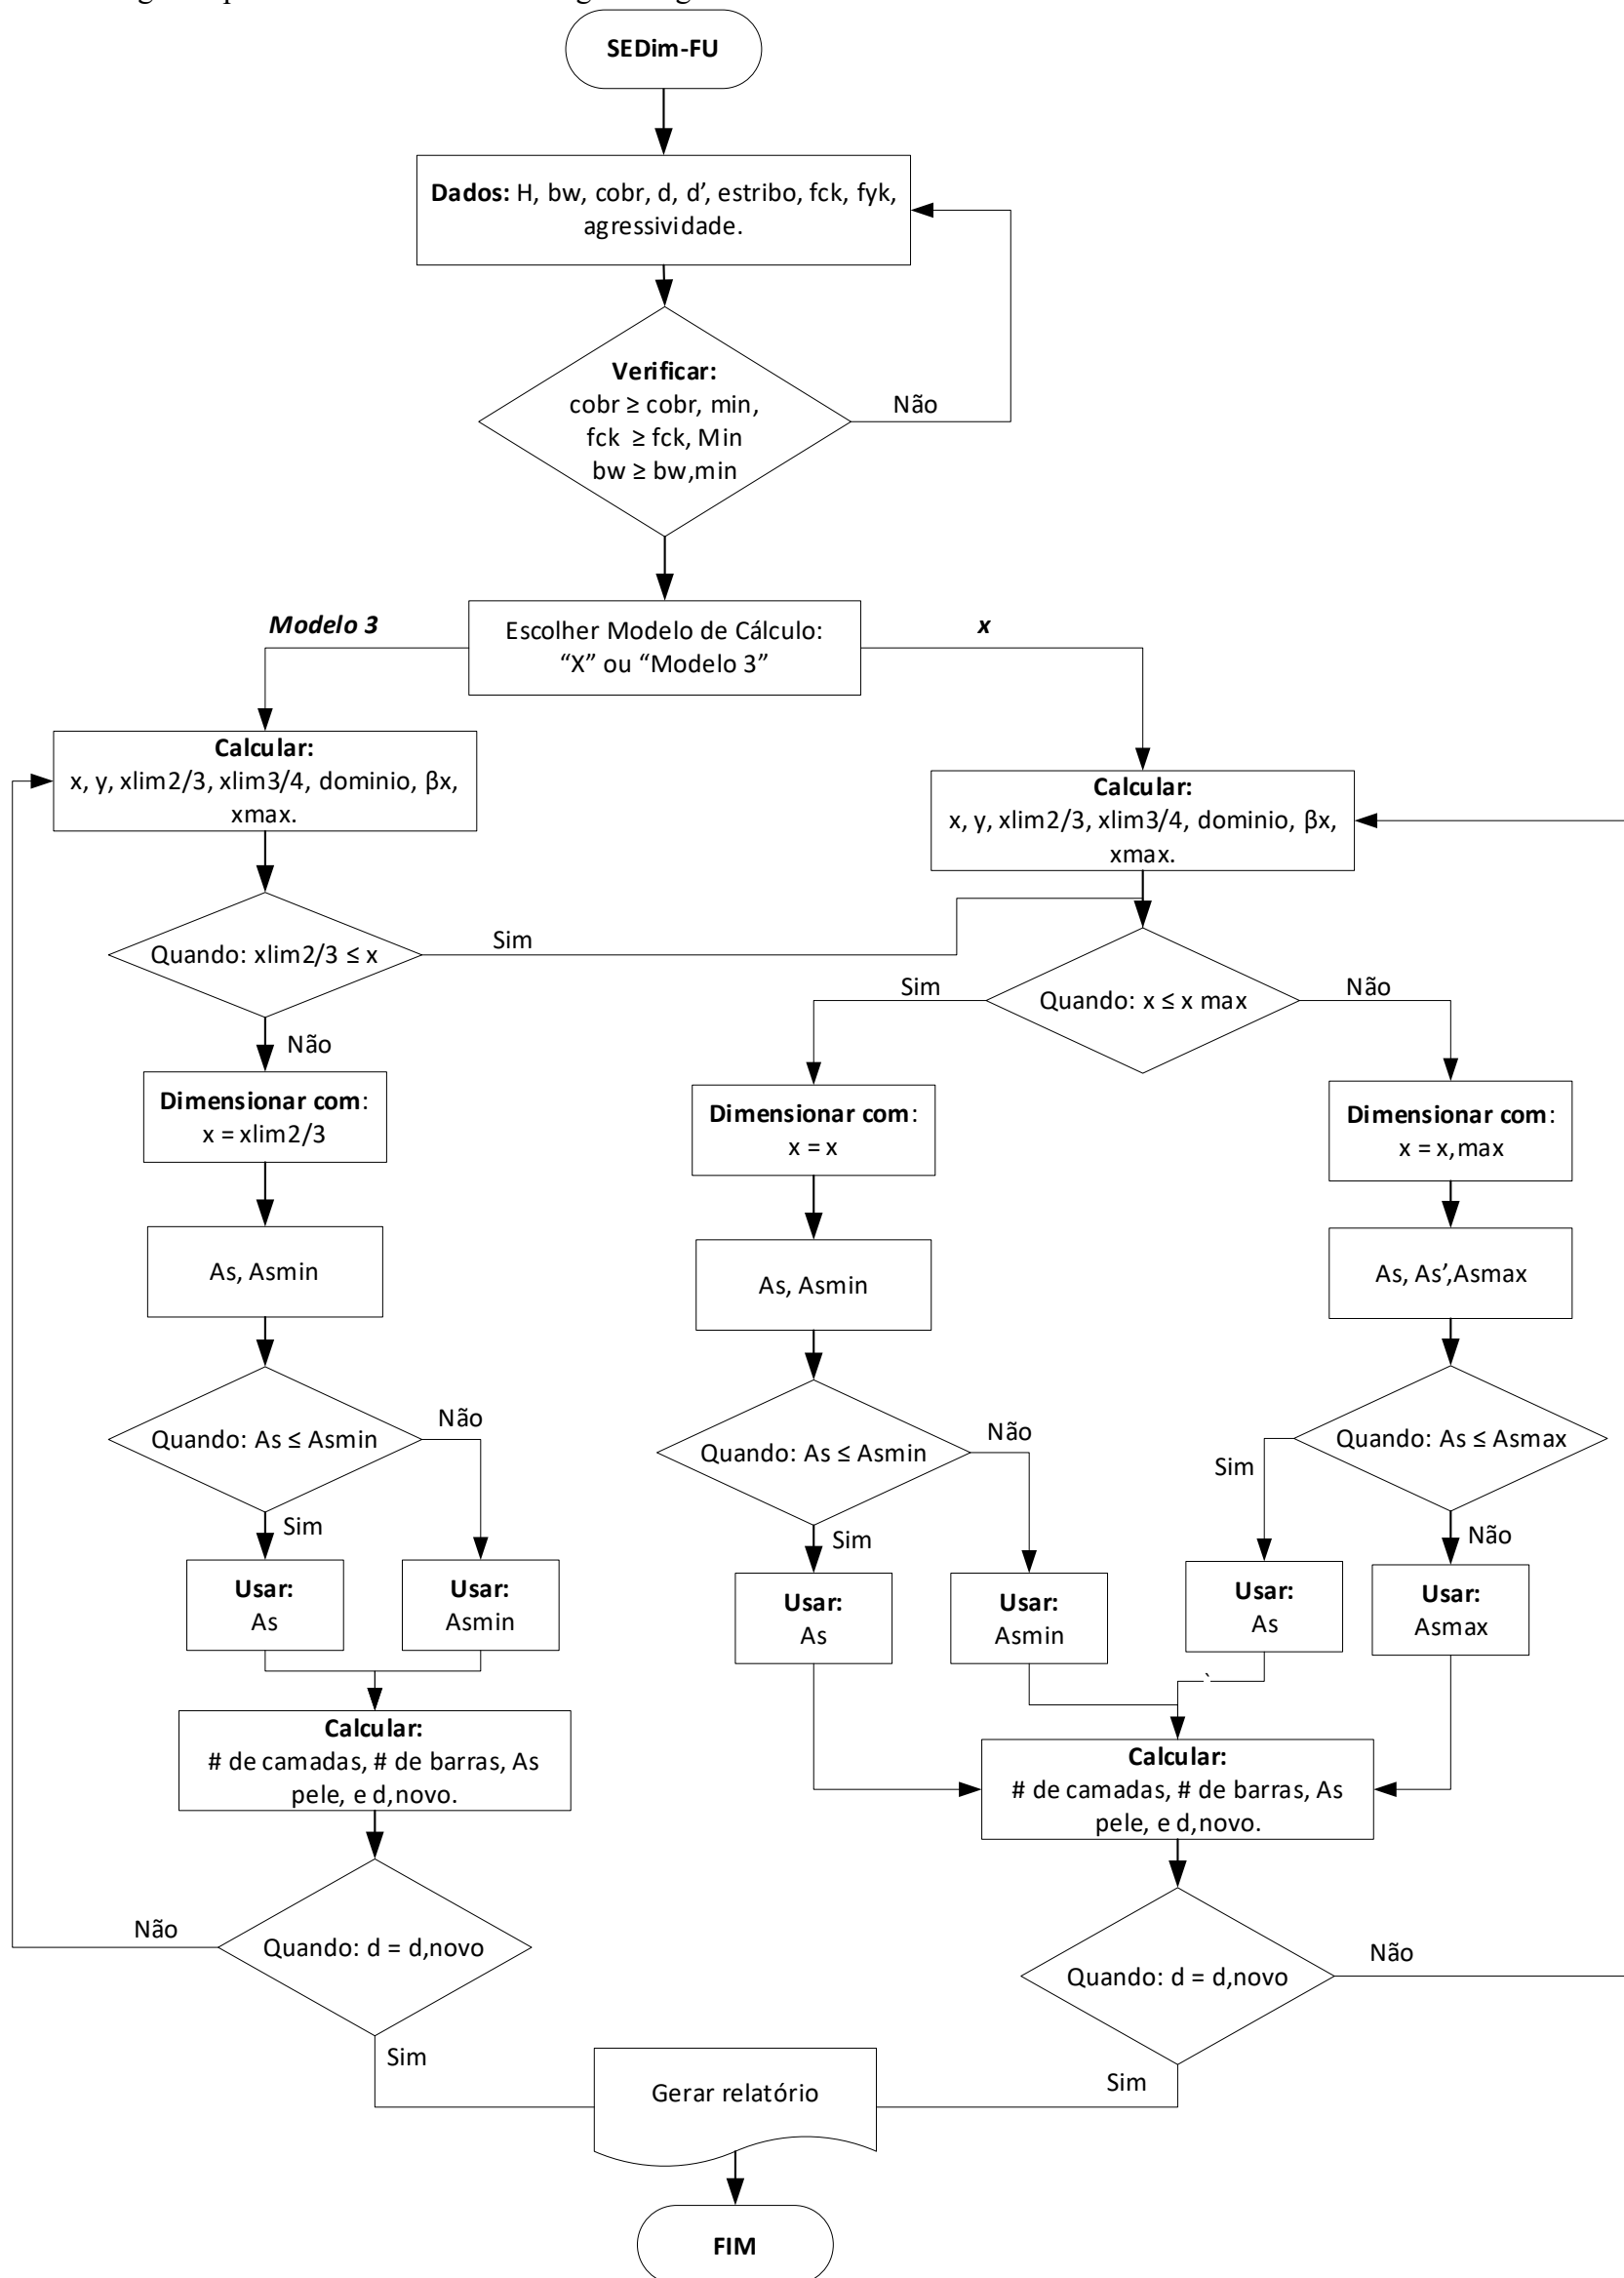 SEDim-FU
Dados: H, bw, cobr, d, d’, estribo, fck, fyk,
agressividade.
Verificar:
cobr ≥ cobr, min,
fck ≥ fck, Min
bw ≥ bw,min
Não
Modelo 3
Escolher Modelo de Cálculo:
“X” ou “Modelo 3”
x
Calcular:
x, y, xlim2/3, xlim3/4, dominio, βx,
xmax.
Calcular:
x, y, xlim2/3, xlim3/4, dominio, βx,
xmax.
Quando: xlim2/3 ≤ x
Sim
Não
Sim
Quando: x ≤ x max
Não
Dimensionar com:
x = xlim2/3
Dimensionar com:
x = x
Dimensionar com:
x = x,max
As, Asmin
As, Asmin
As, As’,Asmax
Quando: As ≤ Asmin
Não
Sim
Quando: As ≤ Asmin
Não
Sim
Quando: As ≤ Asmax
Sim
Não
Usar:
As
Usar:
Asmin
Usar:
As
Usar:
Asmin
Usar:
As
Usar:
Asmax
Calcular:
# de camadas, # de barras, As
pele, e d,novo.
Calcular:
# de camadas, # de barras, As
pele, e d,novo.
Não
Quando: d = d,novo
Sim
Quando: d = d,novo
Não
Sim
Gerar relatório
FIM